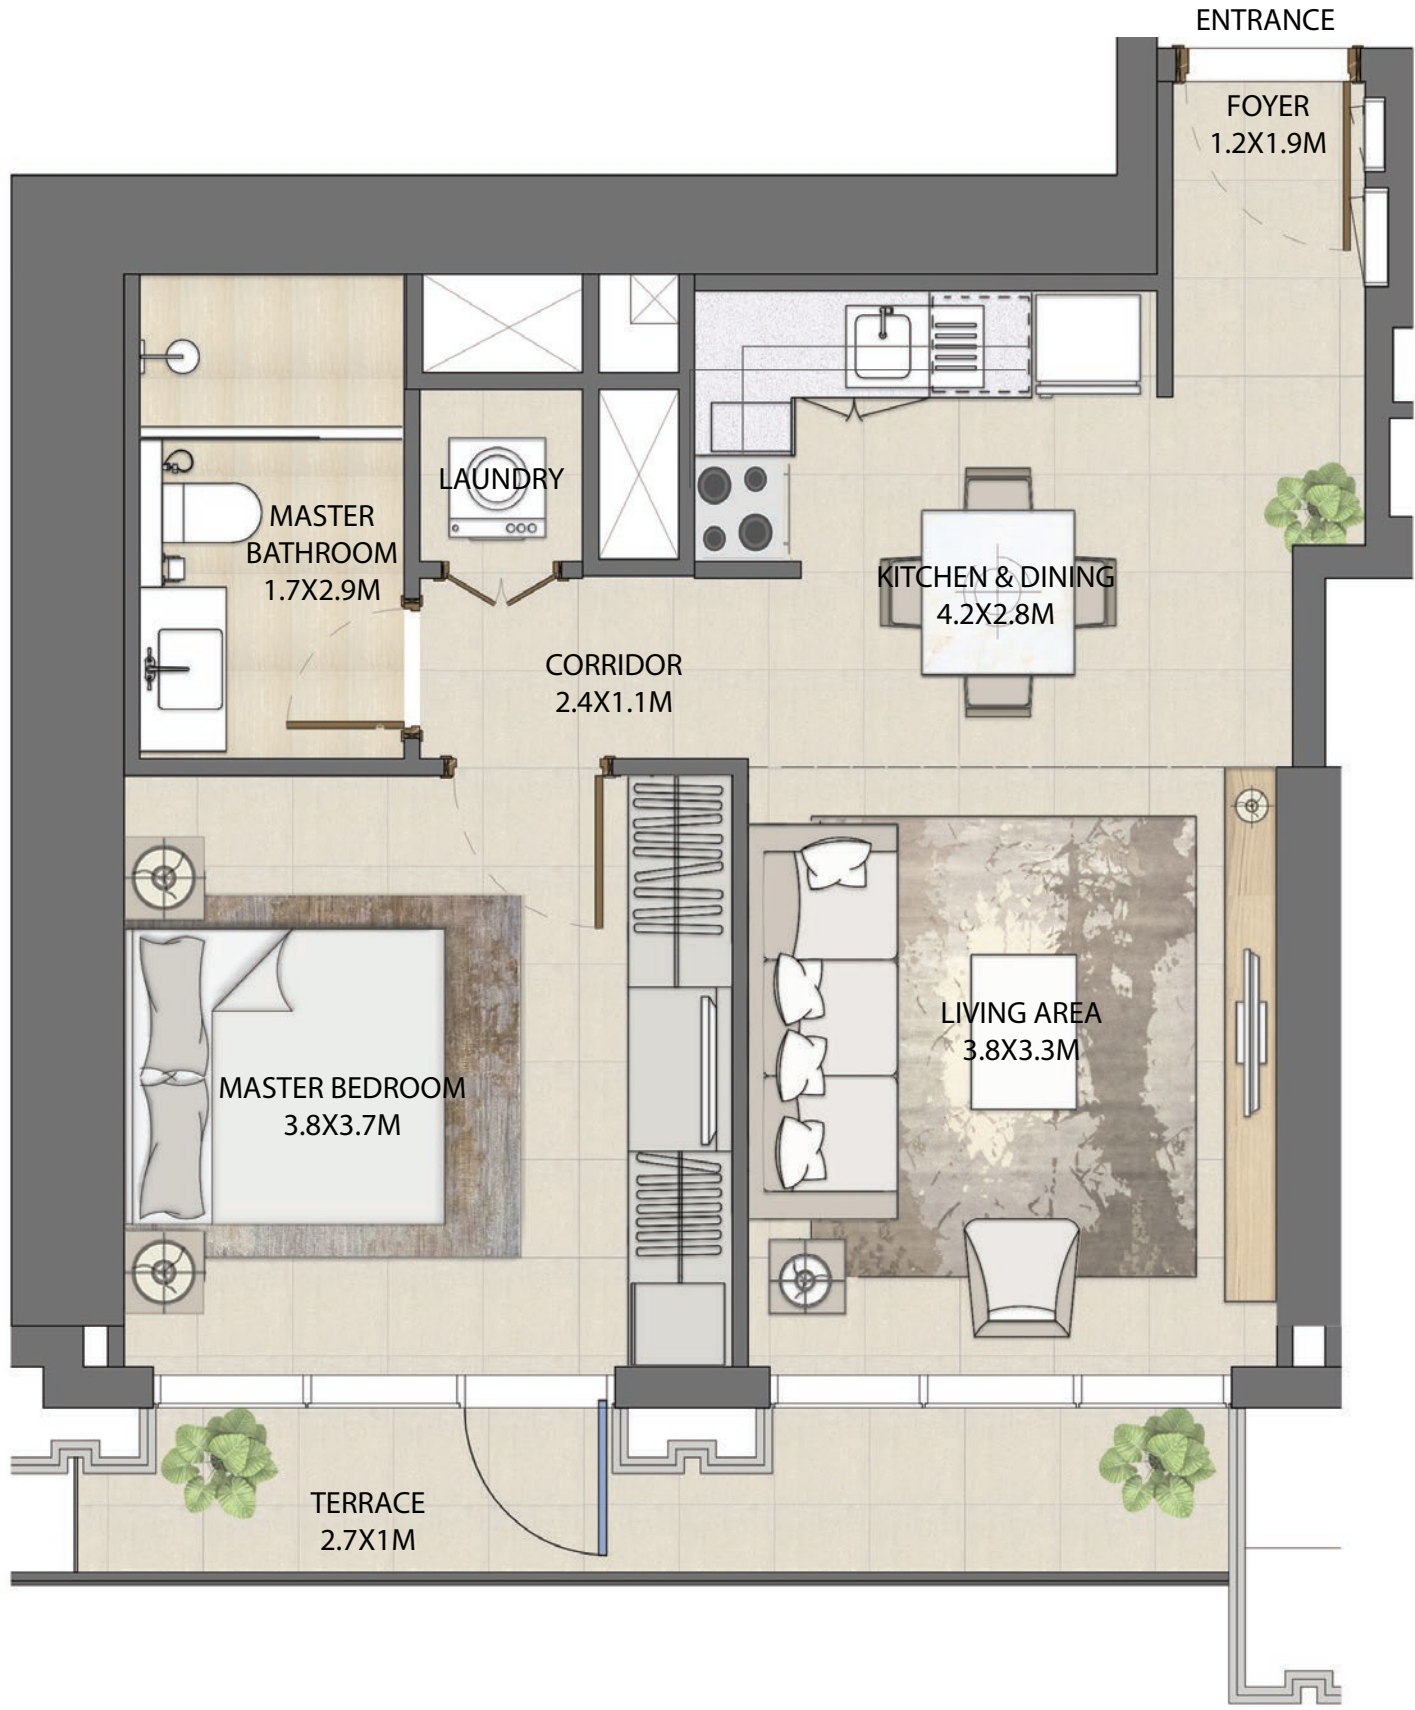 ENTRANCE
FOYER
1.2X1.9M
LAUNDRY
MASTER
BATHROOM
1.7X2.9M
KITCHEN & DINING
4.2X2.8M
CORRIDOR
2.4X1.1M
LIVING AREA
3.8X3.3M
MASTER BEDROOM
3.8X3.7M
TERRACE
2.7X1M